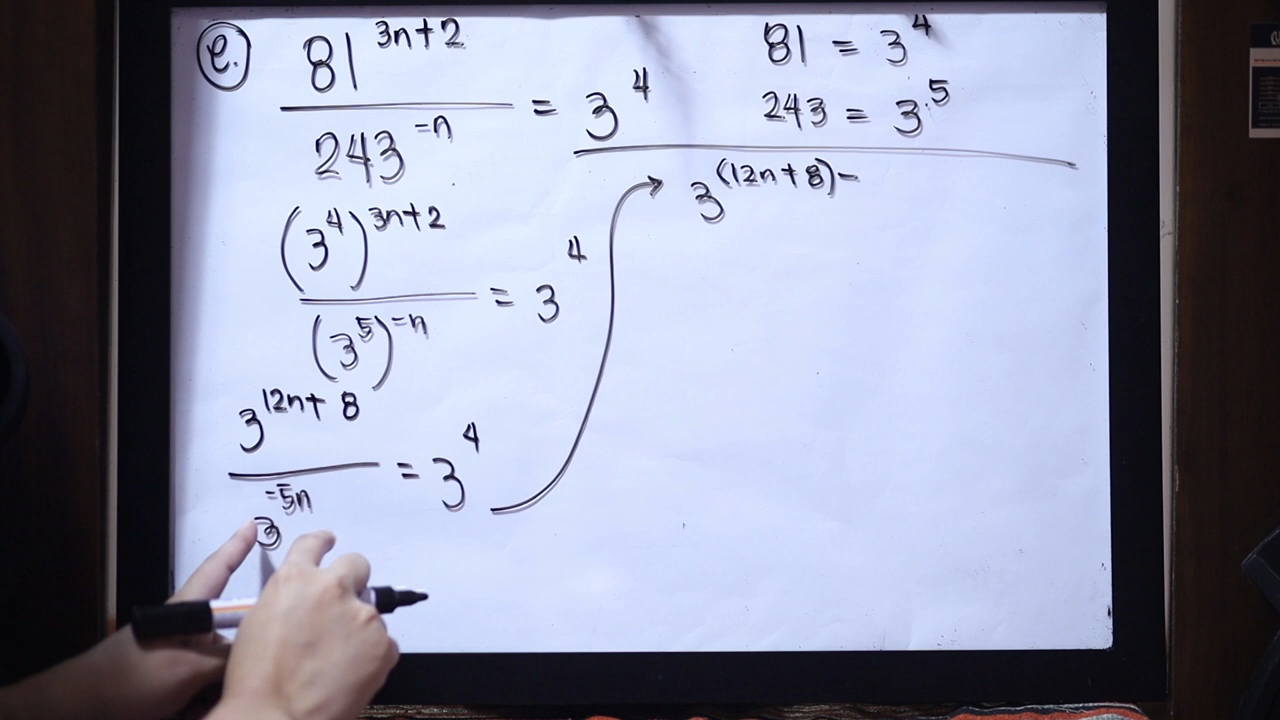 e. 81^(3n+2) / 243^(-n) = 3^4
(3^4)^(3n+2) / (3^5)^(-n) = 3^4
3^(12n+8) / 3^(-5n) = 3^4
81 = 3^4
243 = 3^5
3^((12n+8)-